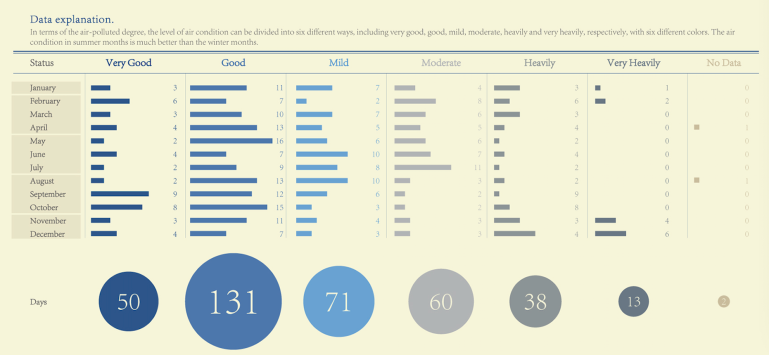 Data explanation.
In terms of the air-polluted degree, the level of air condition can be divided into six different ways, including very good, good, mild, moderate, heavily and very heavily, respectively, with six different colors. The air
condition in summer months is much better than the winter months.
Status Very Good Good Mild Moderate Heavily Very Heavily No Data
January 3 11 7 4 3 1 0
February 6 7 2 8 6 2 0
March 3 10 7 6 3 0 0
April 4 13 5 5 4 0 1
May 2 16 6 6 2 0 0
June 4 7 10 7 4 0 0
July 2 9 8 11 2 0 0
August 2 13 10 3 2 0 1
September 9 12 6 2 9 0 0
October 8 15 3 2 8 0 0
November 3 11 4 3 3 4 0
December 4 7 3 3 4 6 0
Days 50 131 71 60 38 13 2